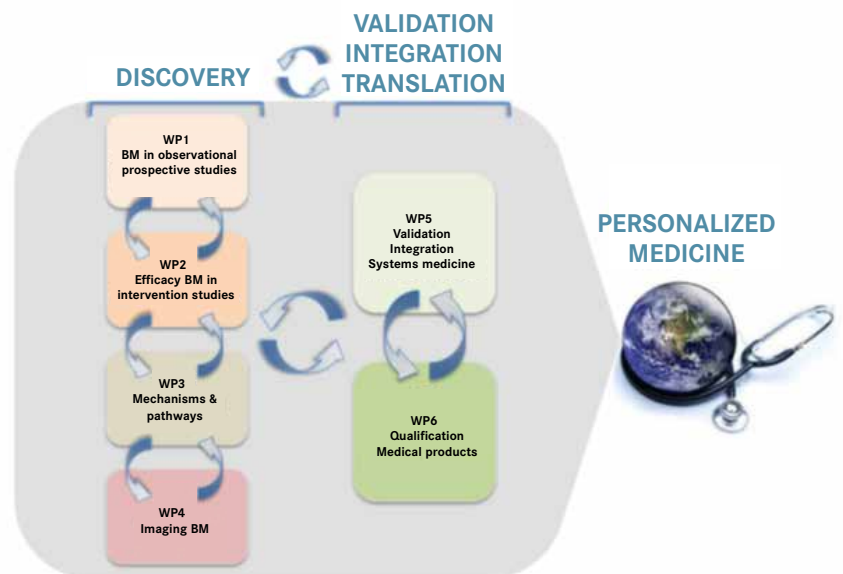 DISCOVERY
VALIDATION
INTEGRATION
TRANSLATION
WP1
BM in observational
prospective studies
WP2
Efficacy BM in
intervention studies
WP3
Mechanisms &
pathways
WP4
Imaging BM
WP5
Validation
Integration
Systems medicine
WP6
Qualification
Medical products
PERSONALIZED
MEDICINE